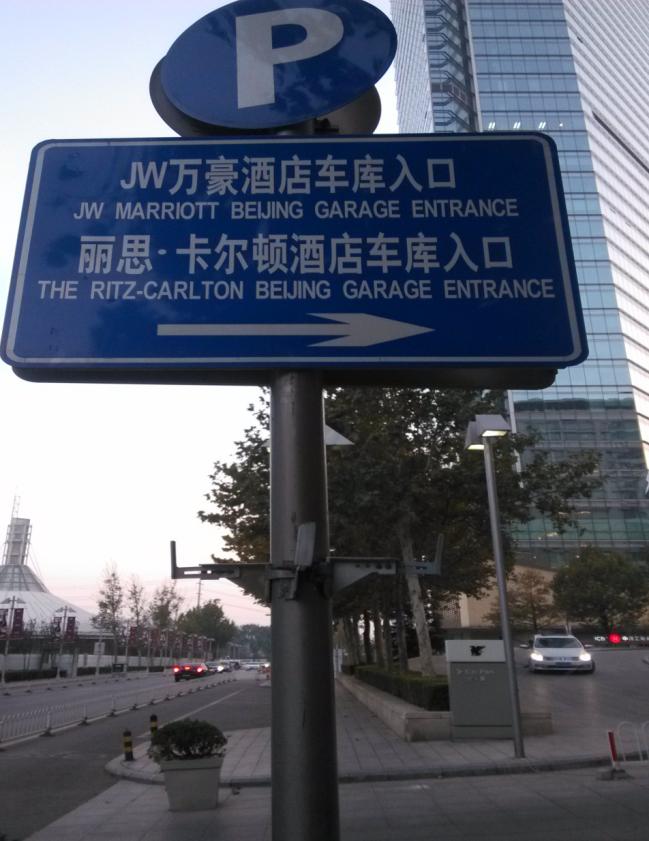 P
JW万豪酒店车库入口
JW MARRIOTT BEIJING GARAGE ENTRANCE
丽思·卡尔顿酒店车库入口
THE RITZ-CARLTON BEIJING GARAGE ENTRANCE